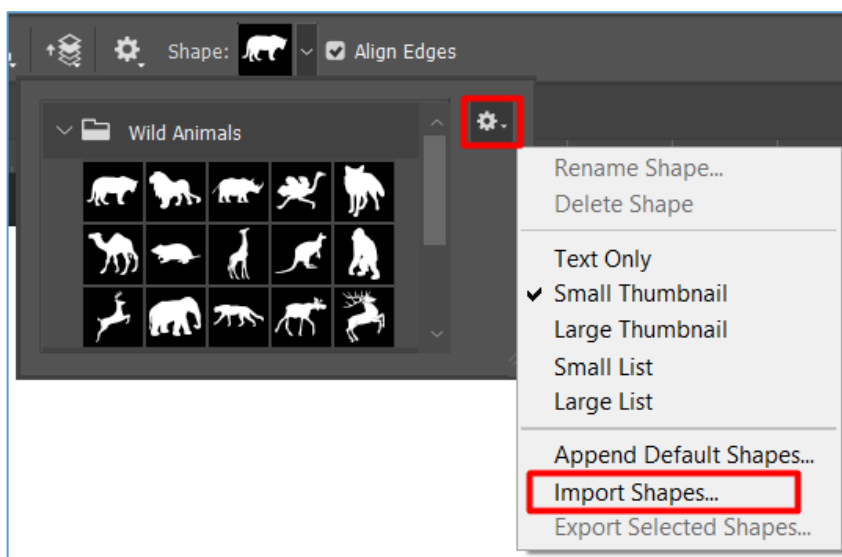 Shape: Align Edges
Wild Animals
Rename Shape...
Delete Shape
Text Only
Small Thumbnail
Large Thumbnail
Small List
Large List
Append Default Shapes...
Import Shapes...
Export Selected Shapes...